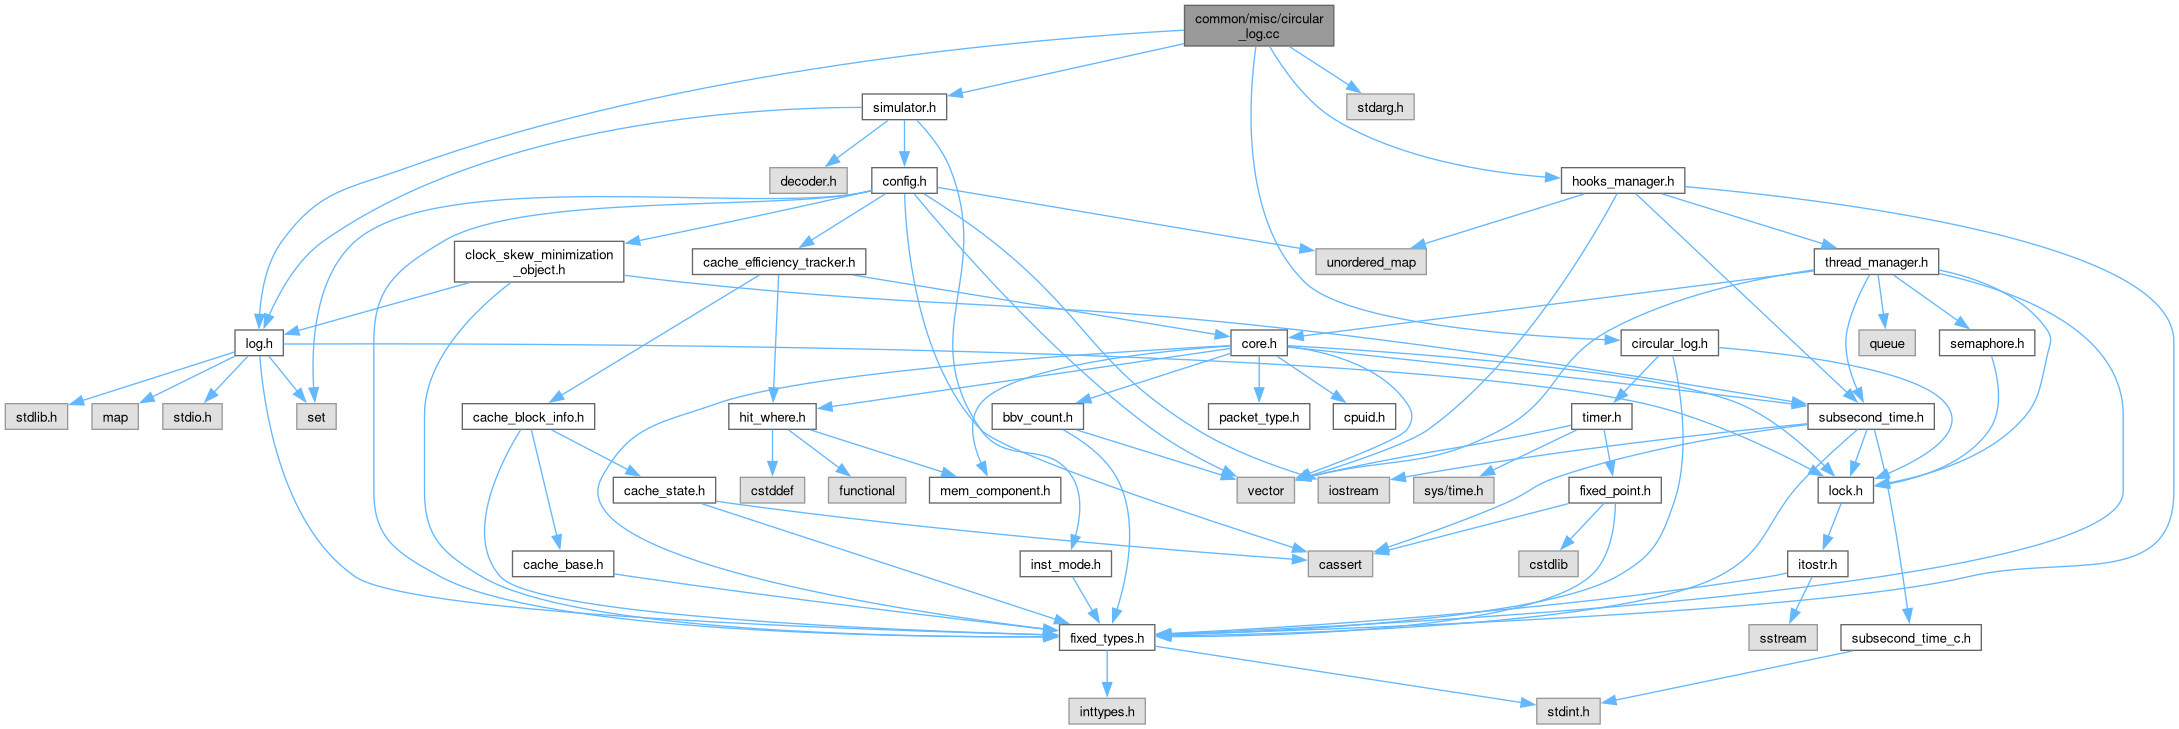 common/misc/circular
_log.cc
simulator.h
stdarg.h
decoder.h
config.h
hooks_manager.h
clock_skew_minimization
_object.h
cache_efficiency_tracker.h
unordered_map
thread_manager.h
log.h
core.h
circular_log.h
queue
semaphore.h
stdlib.h
map
stdio.h
set
cache_block_info.h
hit_where.h
bbv_count.h
packet_type.h
cpuid.h
timer.h
subsecond_time.h
cache_state.h
cstddef
functional
mem_component.h
vector
iostream
sys/time.h
fixed_point.h
lock.h
cache_base.h
inst_mode.h
cassert
cstdlib
itostr.h
fixed_types.h
sstream
subsecond_time_c.h
inttypes.h
stdint.h